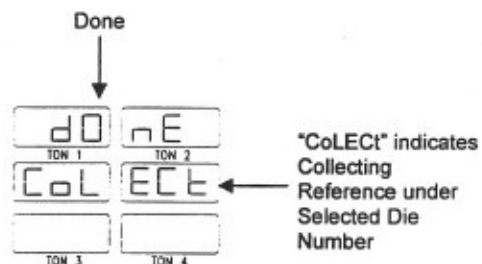 Done
dO nE
TON 1 TON 2
CoL ECt
"CoLECt" indicates
Collecting
Reference under
Selected Die
Number
TON 3 TON 4